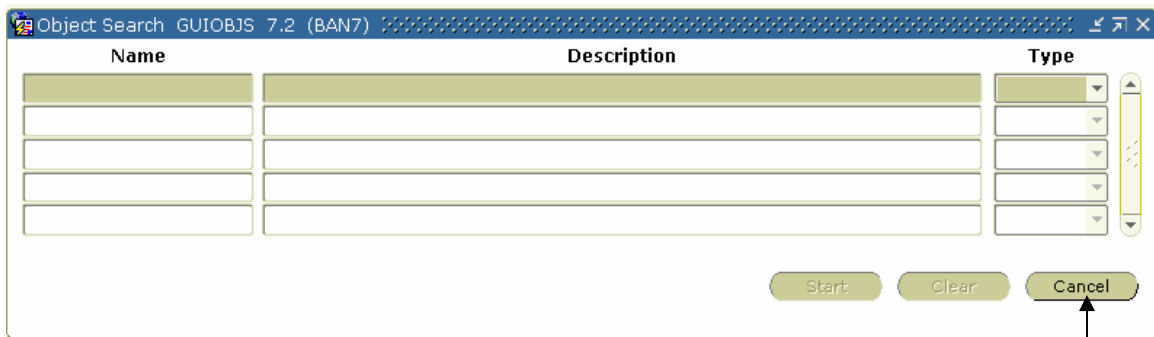 Object Search GUIOBJS 7.2 (BAN7)
Name Description Type
Start Clear Cancel